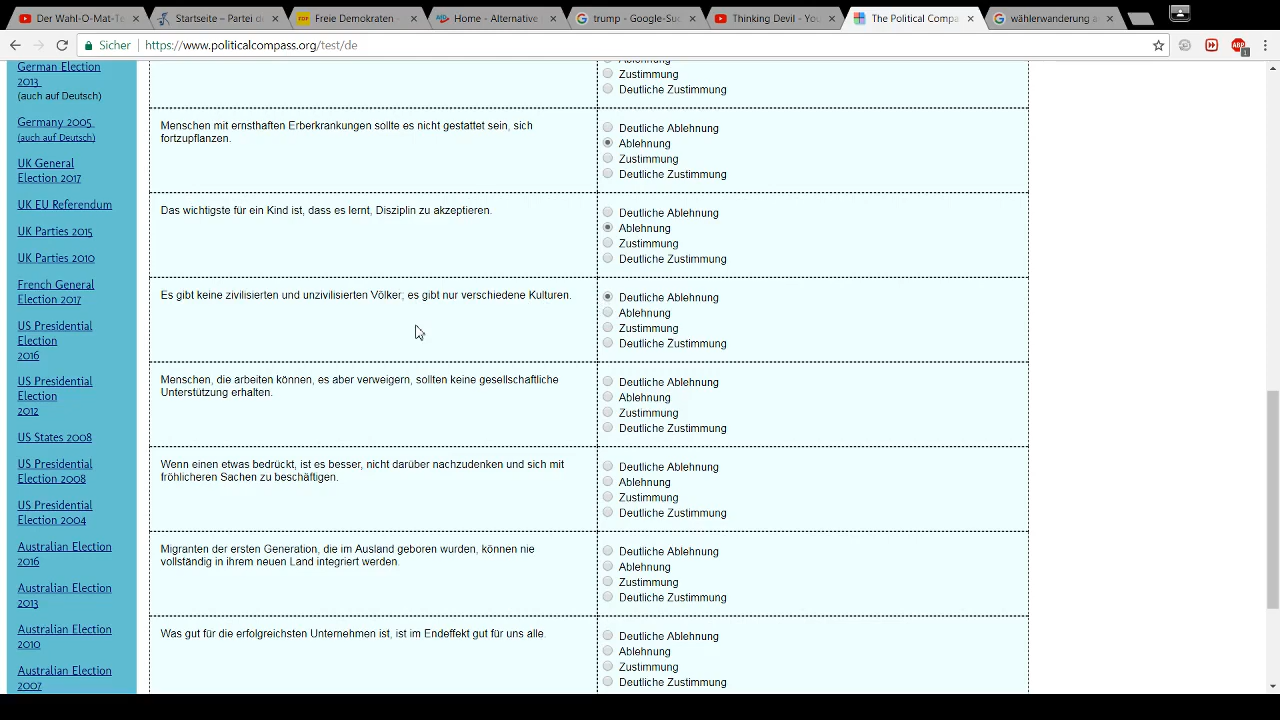 Der Wahl-O-Mat-Te
Startseite – Partei de
Freie Demokraten -
Home - Alternative
trump - Google-Suc
Thinking Devil - You
The Political Compa
wählerwanderung a
Sicher
https://www.politicalcompass.org/test/de
German Election
2013
(auch auf Deutsch)
Germany 2005
(auch auf Deutsch)
UK General
Election 2017
UK EU Referendum
UK Parties 2015
UK Parties 2010
French General
Election 2017
US Presidential
Election
2016
US Presidential
Election
2012
US States 2008
US Presidential
Election 2008
US Presidential
Election 2004
Australian Election
2016
Australian Election
2013
Australian Election
2010
Australian Election
2007
Ablehnung
Zustimmung
Deutliche Zustimmung
Menschen mit ernsthaften Erberkrankungen sollte es nicht gestattet sein, sich
fortzupflanzen.
Deutliche Ablehnung
Ablehnung
Zustimmung
Deutliche Zustimmung
Das wichtigste für ein Kind ist, dass es lernt, Disziplin zu akzeptieren.
Deutliche Ablehnung
Ablehnung
Zustimmung
Deutliche Zustimmung
Es gibt keine zivilisierten und unzivilisierten Völker; es gibt nur verschiedene Kulturen.
Deutliche Ablehnung
Ablehnung
Zustimmung
Deutliche Zustimmung
Menschen, die arbeiten können, es aber verweigern, sollten keine gesellschaftliche
Unterstützung erhalten.
Deutliche Ablehnung
Ablehnung
Zustimmung
Deutliche Zustimmung
Wenn einen etwas bedrückt, ist es besser, nicht darüber nachzudenken und sich mit
fröhlicheren Sachen zu beschäftigen.
Deutliche Ablehnung
Ablehnung
Zustimmung
Deutliche Zustimmung
Migranten der ersten Generation, die im Ausland geboren wurden, können nie
vollständig in ihrem neuen Land integriert werden.
Deutliche Ablehnung
Ablehnung
Zustimmung
Deutliche Zustimmung
Was gut für die erfolgreichsten Unternehmen ist, ist im Endeffekt gut für uns alle.
Deutliche Ablehnung
Ablehnung
Zustimmung
Deutliche Zustimmung